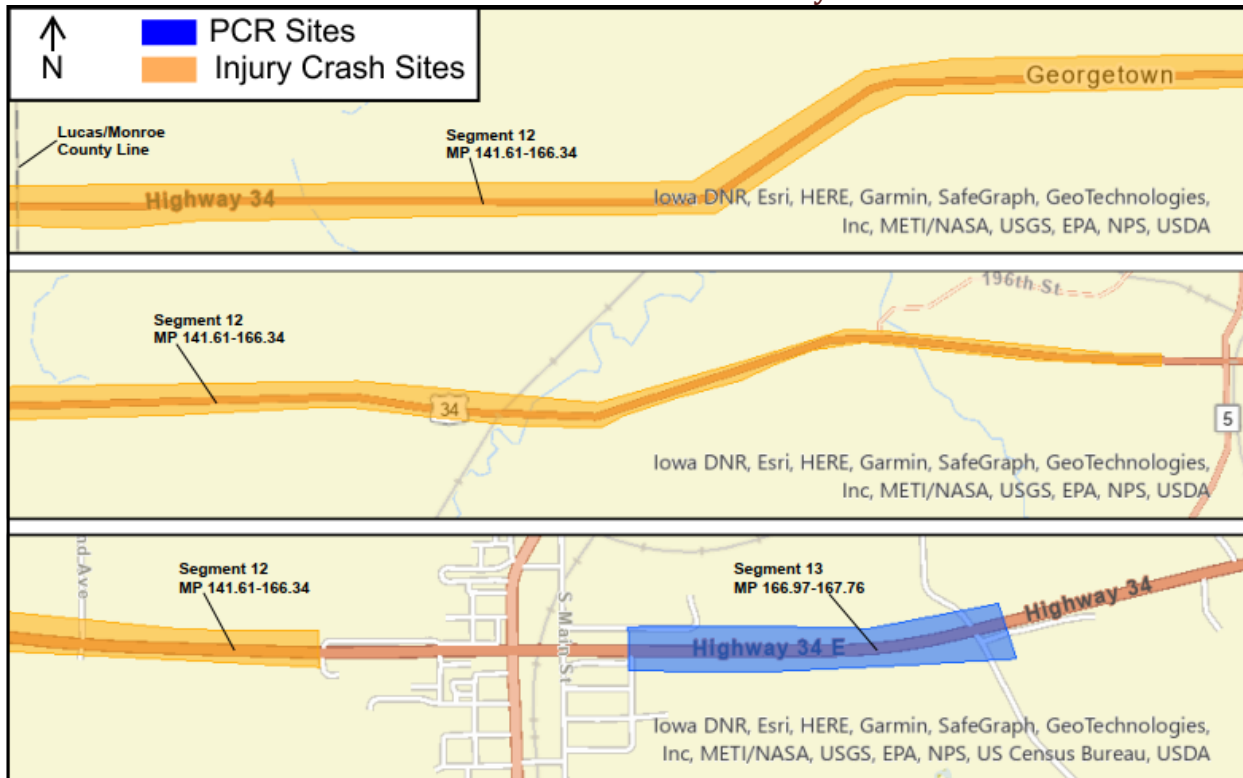 N
PCR Sites
Injury Crash Sites
Georgetown
Lucas/Monroe
County Line
Segment 12
MP 141.61-166.34
Highway 34
Iowa DNR, Esri, HERE, Garmin, SafeGraph, GeoTechnologies,
Inc, METI/NASA, USGS, EPA, NPS, USDA
196th St
Segment 12
MP 141.61-166.34
34
5
Iowa DNR, Esri, HERE, Garmin, SafeGraph, GeoTechnologies,
Inc, METI/NASA, USGS, EPA, NPS, USDA
nd Ave
Segment 12
MP 141.61-166.34
Segment 13
MP 166.97-167.76
S Main St
Highway 34
Highway 34 E
Iowa DNR, Esri, HERE, Garmin, SafeGraph, GeoTechnologies,
Inc, METI/NASA, USGS, EPA, NPS, US Census Bureau, USDA